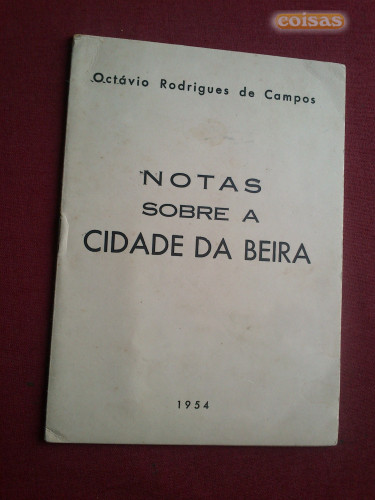 coisas
Octávio Rodrigues de Campos
NOTAS
SOBRE A
CIDADE DA BEIRA
1954